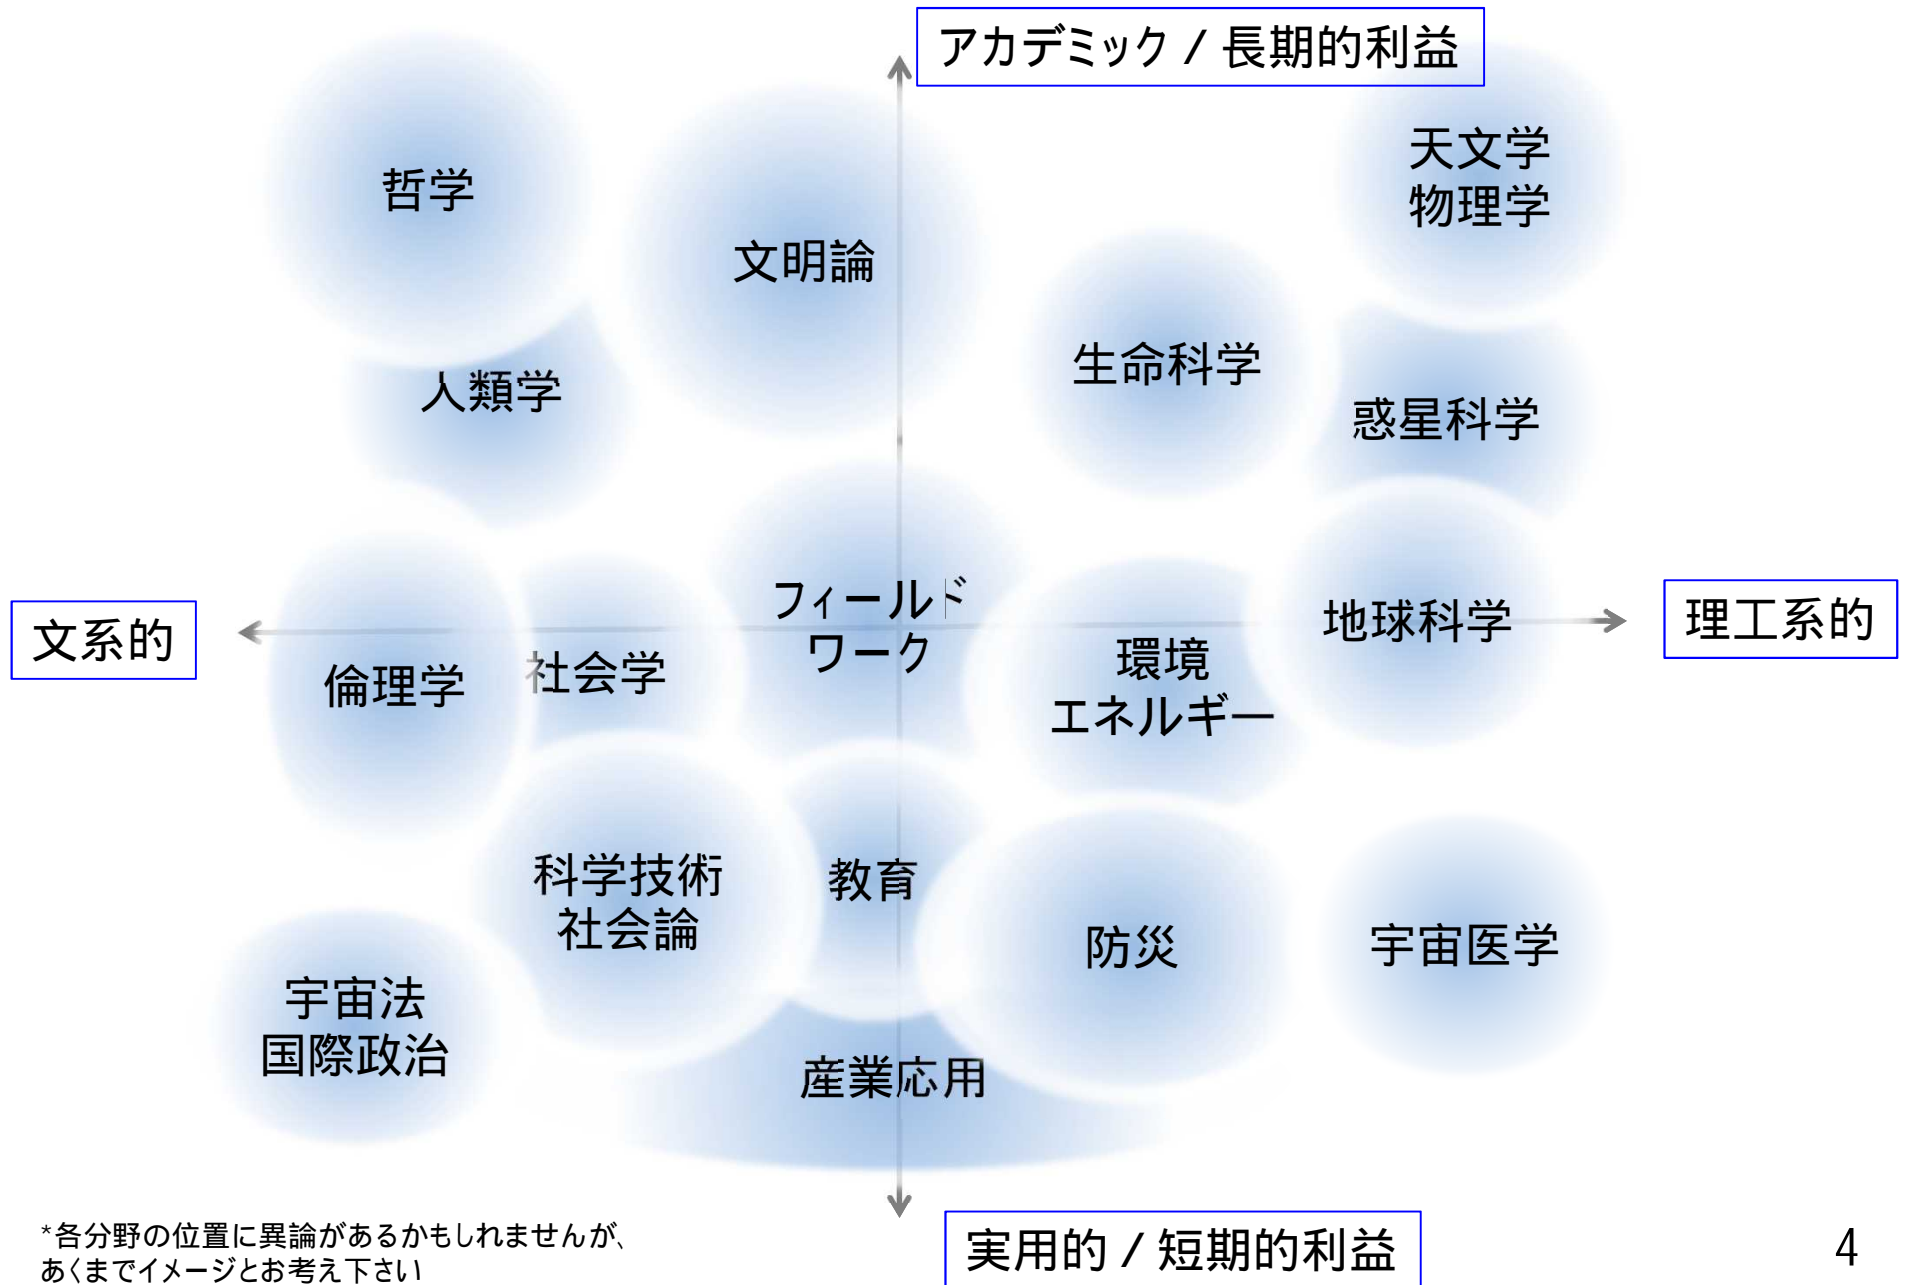 アカデミック / 長期的利益
天文学
物理学
哲学
文明論
生命科学
人類学
惑星科学
フィールド
ワーク
地球科学
文系的
理工系的
倫理学
社会学
環境
エネルギー
科学技術
社会論
教育
防災
宇宙医学
宇宙法
国際政治
産業応用
実用的 / 短期的利益
*各分野の位置に異論があるかもしれませんが、
あくまでイメージとお考え下さい
4